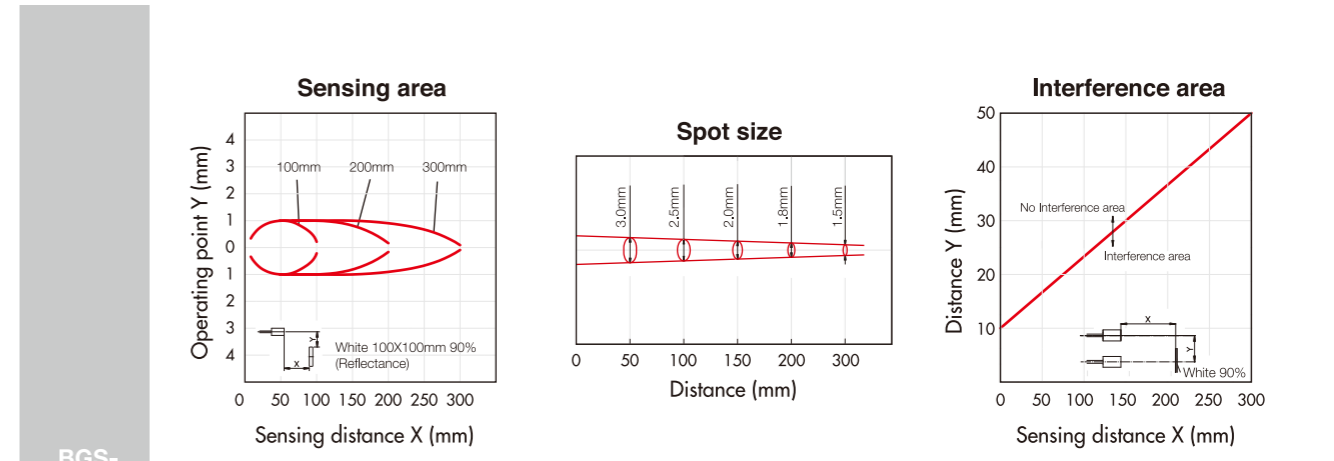 Sensing area
Operating point Y (mm)
4
3
2
1
0
1
2
3
4
100mm
200mm
300mm
X
Y
White 100X100mm 90%
(Reflectance)
0 50 100 150 200 250 300
Sensing distance X (mm)
Spot size
3.0mm
2.5mm
2.0mm
1.8mm
1.5mm
0 50 100 150 200 300
Distance (mm)
Interference area
Distance Y (mm)
50
40
30
20
10
No Interference area
Interference area
X
Y
White 90%
0 50 100 150 200 250 300
Sensing distance X (mm)
BGS-